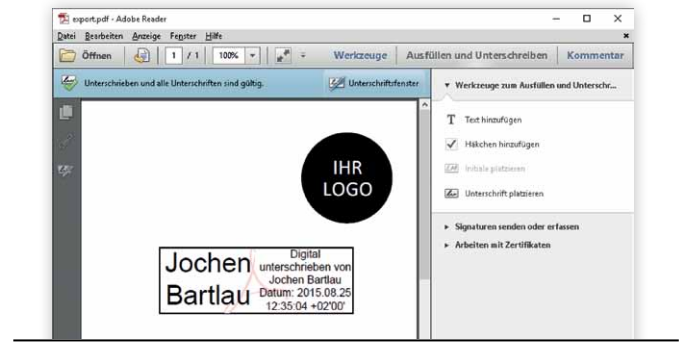 export.pdf - Adobe Reader
Datei Bearbeiten Anzeige Fenster Hilfe
Öffnen 1 / 1 100% Werkzeuge Ausfüllen und Unterschreiben Kommentar
Unterschrieben und alle Unterschriften sind gültig. Unterschriftsfenster
Werkzeuge zum Ausfüllen und Unterschr...
T Text hinzufügen
Häkchen hinzufügen
Initiale platzieren
Unterschrift platzieren
Signaturen senden oder erfassen
Arbeiten mit Zertifikaten
IHR
LOGO
Jochen
Bartlau
Digital
unterschrieben von
Jochen Bartlau
Datum: 2015.08.25
12:35:04 +02'00'